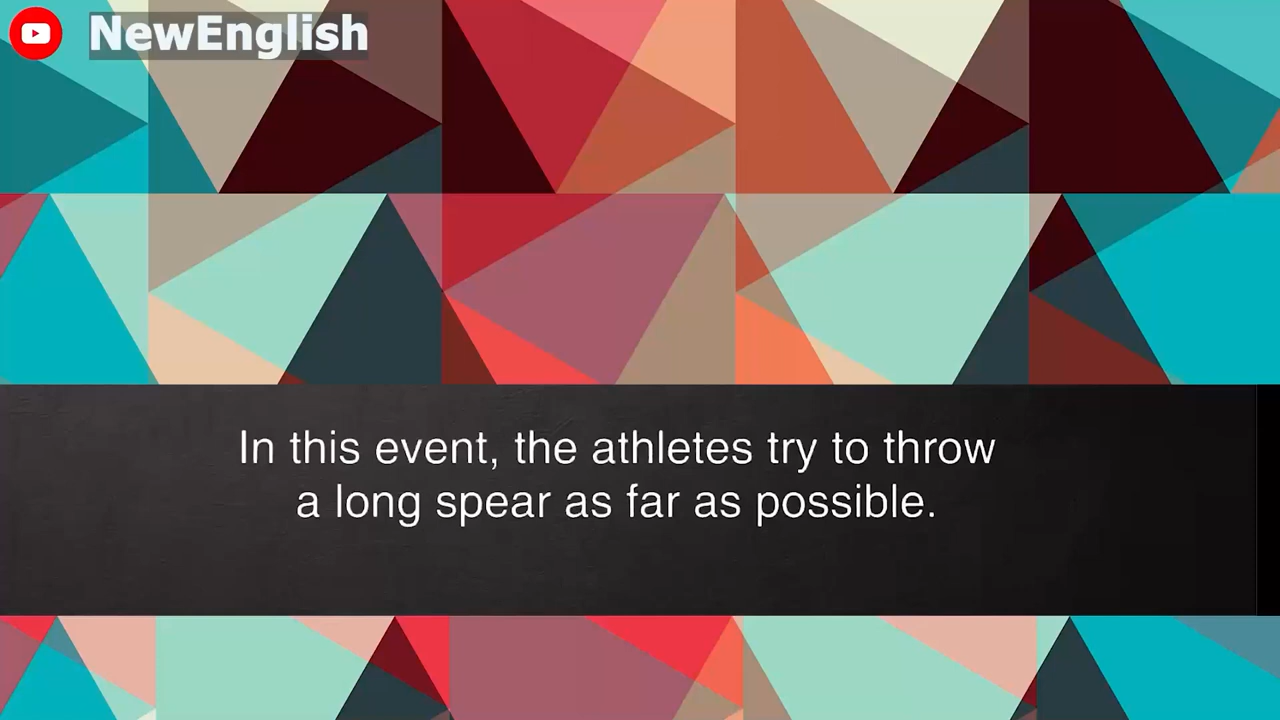 NewEnglish
In this event, the athletes try to throw
a long spear as far as possible.